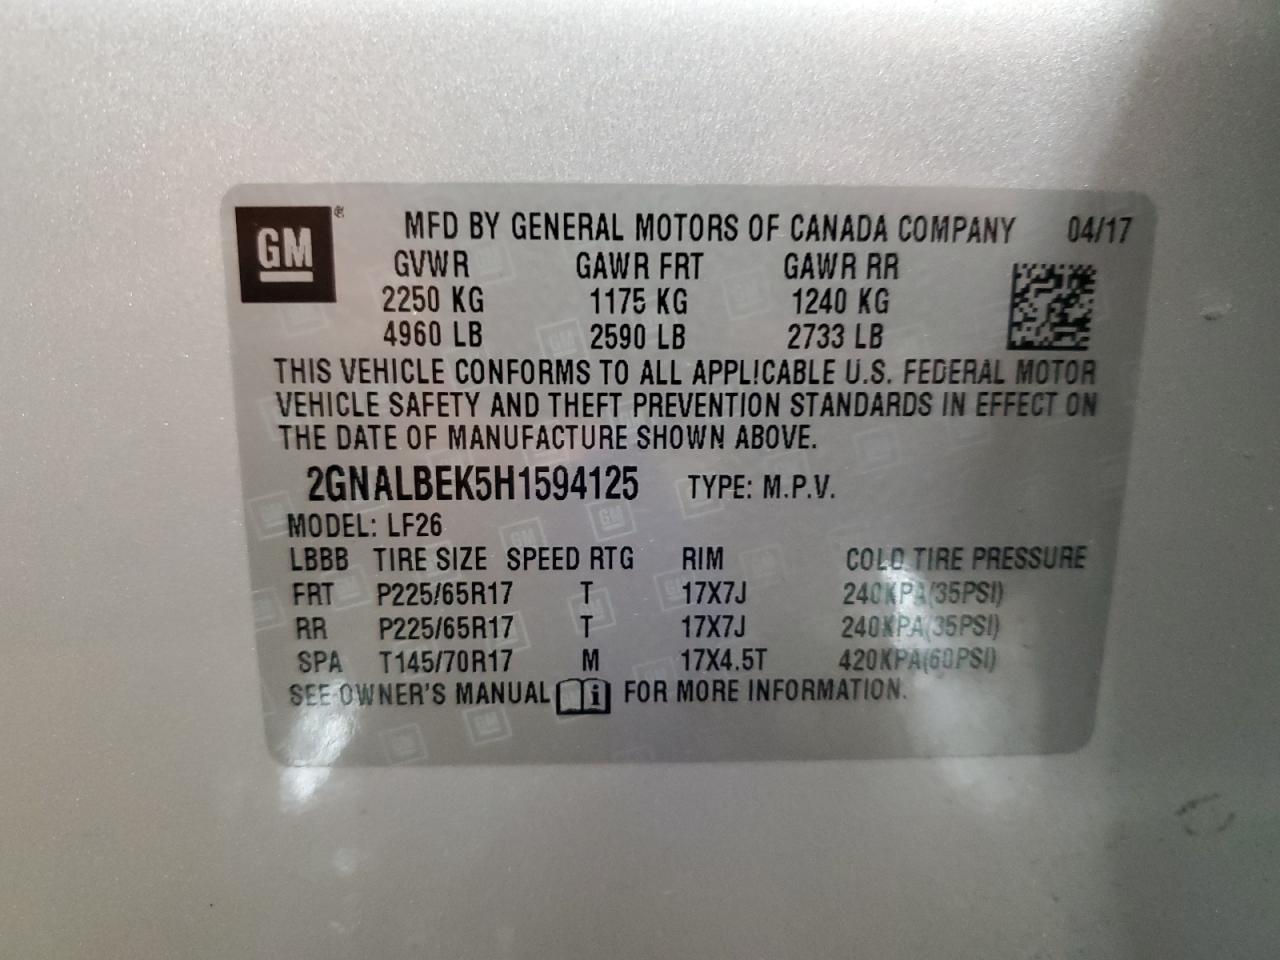 GM ® MFD BY GENERAL MOTORS OF CANADA COMPANY 04/17
GVWR GAWR FRT GAWR RR
2250 KG 1175 KG 1240 KG
4960 LB 2590 LB 2733 LB
THIS VEHICLE CONFORMS TO ALL APPLICABLE U.S. FEDERAL MOTOR
VEHICLE SAFETY AND THEFT PREVENTION STANDARDS IN EFFECT ON
THE DATE OF MANUFACTURE SHOWN ABOVE.
2GNALBEK5H1594125 TYPE: M.P.V.
MODEL: LF26
LBBB TIRE SIZE SPEED RTG RIM COLD TIRE PRESSURE
FRT P225/65R17 T 17X7J 240KPA(35PSI)
RR P225/65R17 T 17X7J 240KPA(35PSI)
SPA T145/70R17 M 17X4.5T 420KPA(60PSI)
SEE OWNER'S MANUAL i FOR MORE INFORMATION.